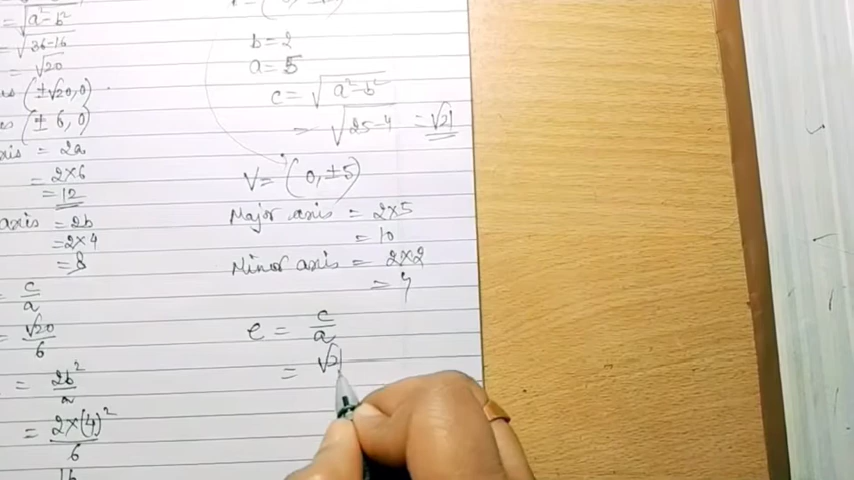 = √a²-b²
= √36-16
= √20
(±√20,0)
(± 6, 0)
axis = 2a
= 2×6
= 12
axis = 2b
= 2×4
= 8
= c/a
= √20/6
= 2b²/a
= 2×(4)²/6
16
b = 2
a = 5
c = √a²-b²
= √25-4 = √21
V = (0, ±5)
Major axis = 2×5
= 10
Minor axis = 2×2
= 4
e = c/a
= √21